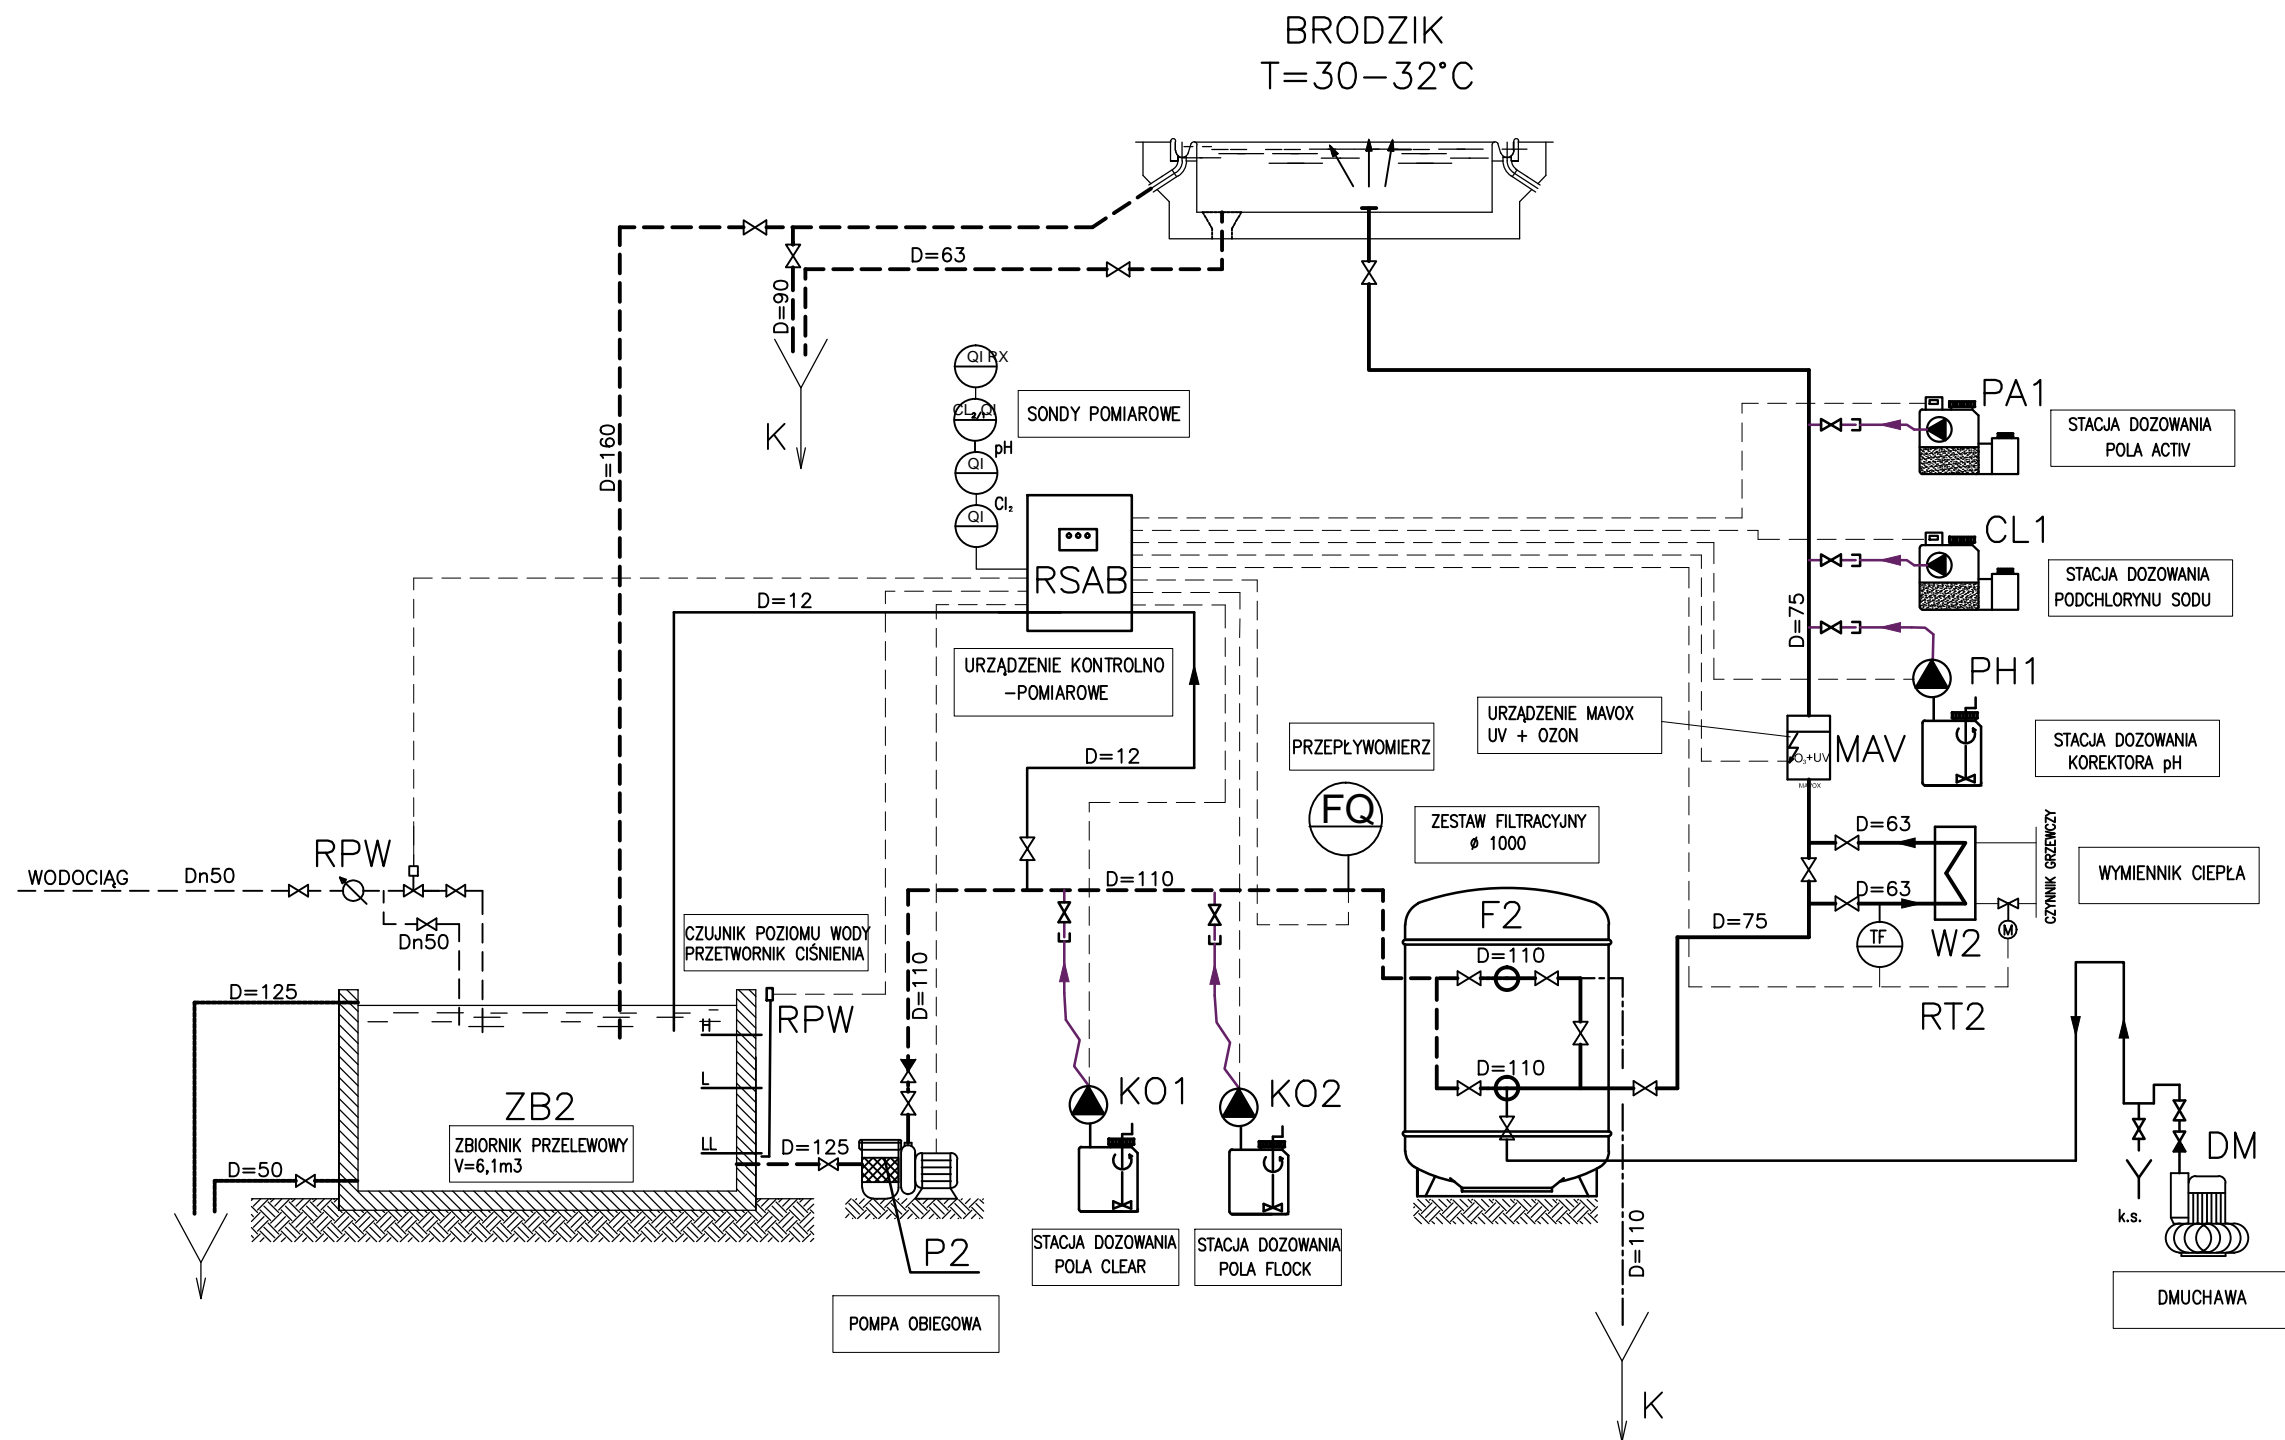 BRODZIK
T=30-32°C
D=63
D=90
K
D=160
QI RX
CL₂/₁ QI
pH
QI
Cl₂
QI
SONDY POMIAROWE
RSAB
URZĄDZENIE KONTROLNO
-POMIAROWE
D=12
D=12
PA1
STACJA DOZOWANIA
POLA ACTIV
CL1
STACJA DOZOWANIA
PODCHLORYNU SODU
D=75
PH1
STACJA DOZOWANIA
KOREKTORA pH
URZĄDZENIE MAVOX
UV + OZON
O₃+UV
MAVOX
MAV
PRZEPŁYWOMIERZ
FQ
ZESTAW FILTRACYJNY
ø 1000
D=63
D=63
CZYNNIK GRZEWCZY
WYMIENNIK CIEPŁA
TF
W2
M
RT2
D=75
RPW
WODOCIĄG
Dn50
Dn50
CZUJNIK POZIOMU WODY
PRZETWORNIK CIŚNIENIA
D=110
D=110
F2
D=110
D=110
D=125
RPW
H
L
LL
ZB2
ZBIORNIK PRZELEWOWY
V=6,1m3
D=50
D=125
P2
POMPA OBIEGOWA
KO1
STACJA DOZOWANIA
POLA CLEAR
KO2
STACJA DOZOWANIA
POLA FLOCK
D=110
K
k.s.
DM
DMUCHAWA